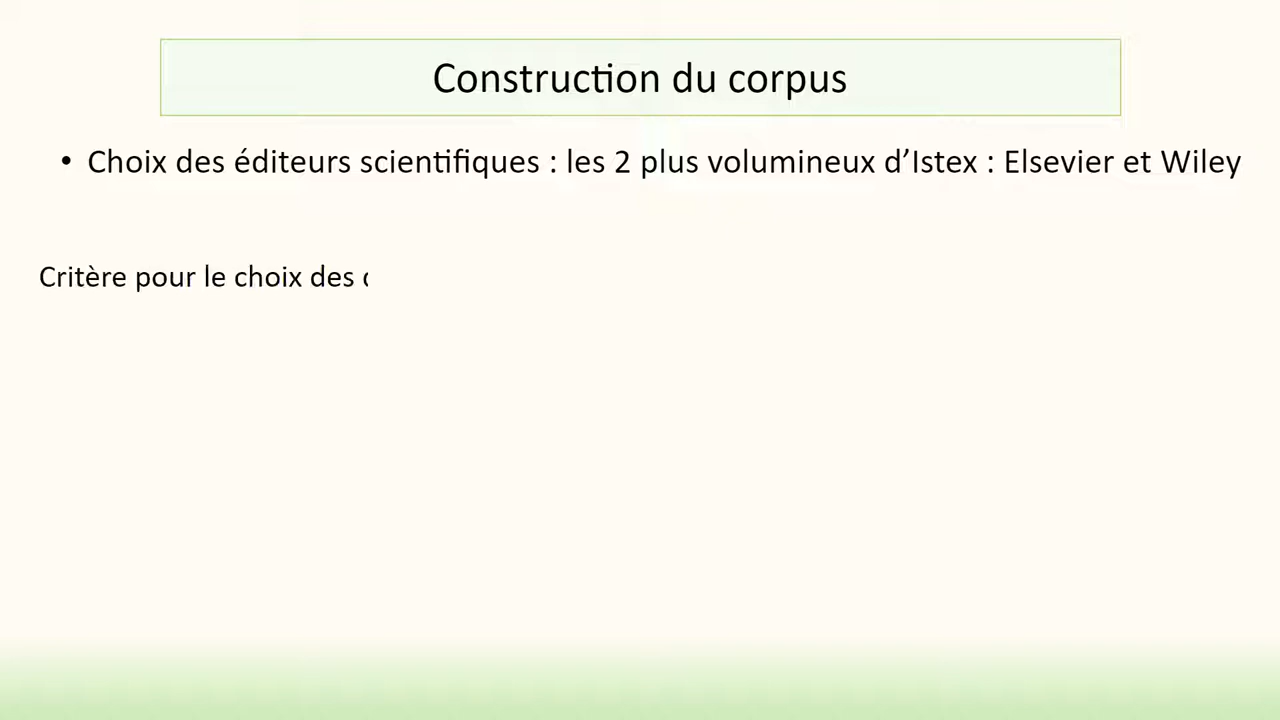 Construction du corpus
• Choix des éditeurs scientifiques : les 2 plus volumineux d’Istex : Elsevier et Wiley
Critère pour le choix des